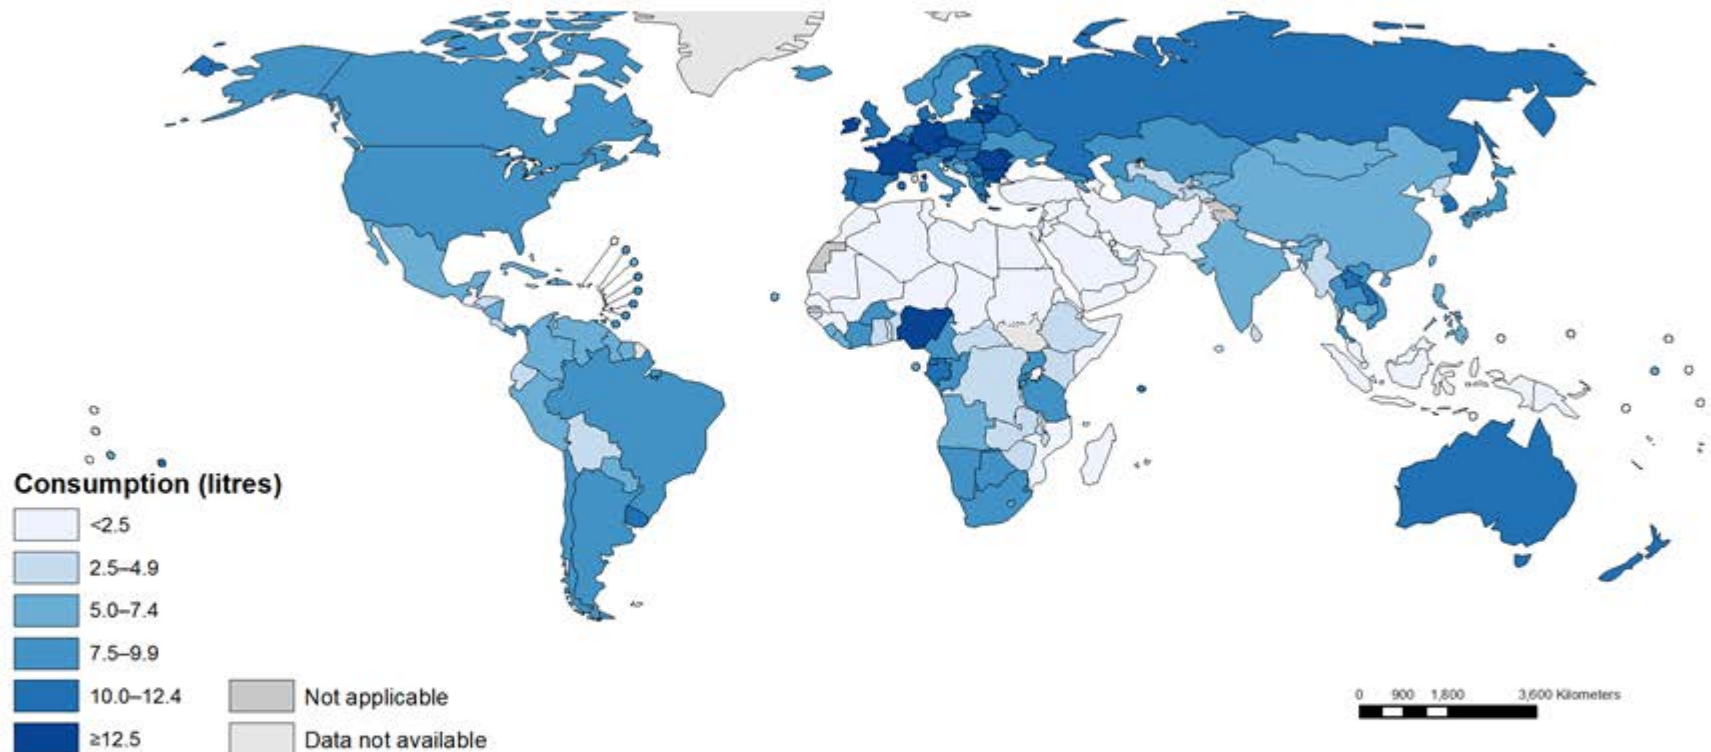 Consumption (litres)
<2.5
2.5–4.9
5.0–7.4
7.5–9.9
10.0–12.4
≥12.5
Not applicable
Data not available
0 900 1,800 3,600 Kilometers